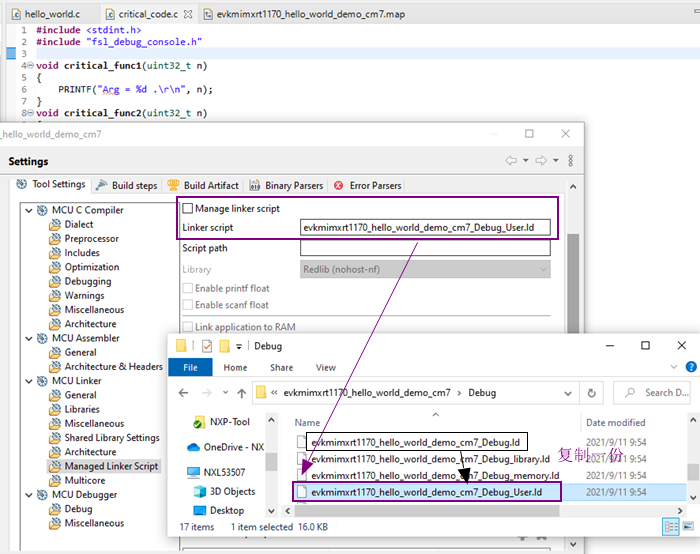 hello_world.c
critical_code.c
evkmimxrt1170_hello_world_demo_cm7.map
1 #include <stdint.h>
2 #include "fsl_debug_console.h"
3
4 void critical_func1(uint32_t n)
5 {
6 PRINTF("Arg = %d .\r\n", n);
7 }
8 void critical_func2(uint32_t n)
_hello_world_demo_cm7
Settings
Tool Settings
Build steps
Build Artifact
Binary Parsers
Error Parsers
MCU C Compiler
Dialect
Preprocessor
Includes
Optimization
Debugging
Warnings
Miscellaneous
Architecture
MCU Assembler
General
Architecture & Headers
MCU Linker
General
Libraries
Miscellaneous
Shared Library Settings
Architecture
Managed Linker Script
Multicore
MCU Debugger
Debug
Miscellaneous
Manage linker script
Linker script evkmimxrt1170_hello_world_demo_cm7_Debug_User.ld
Script path
Library Redlib (nohost-nf)
Enable printf float
Enable scanf float
Link application to RAM
Debug
File Home Share View
« evkmimxrt1170_hello_world_demo_cm7 > Debug
Search D...
NXP-Tool
OneDrive - NX
NXL53507
3D Objects
Desktop
Name Date modified
evkmimxrt1170_hello_world_demo_cm7_Debug.ld 2021/9/11 9:54
evkmimxrt1170_hello_world_demo_cm7_Debug_library.ld 2021/9/11 9:54
evkmimxrt1170_hello_world_demo_cm7_Debug_memory.ld 2021/9/11 9:54
evkmimxrt1170_hello_world_demo_cm7_Debug_User.ld 2021/9/11 9:54
复制一份
17 items 1 item selected 16.0 KB